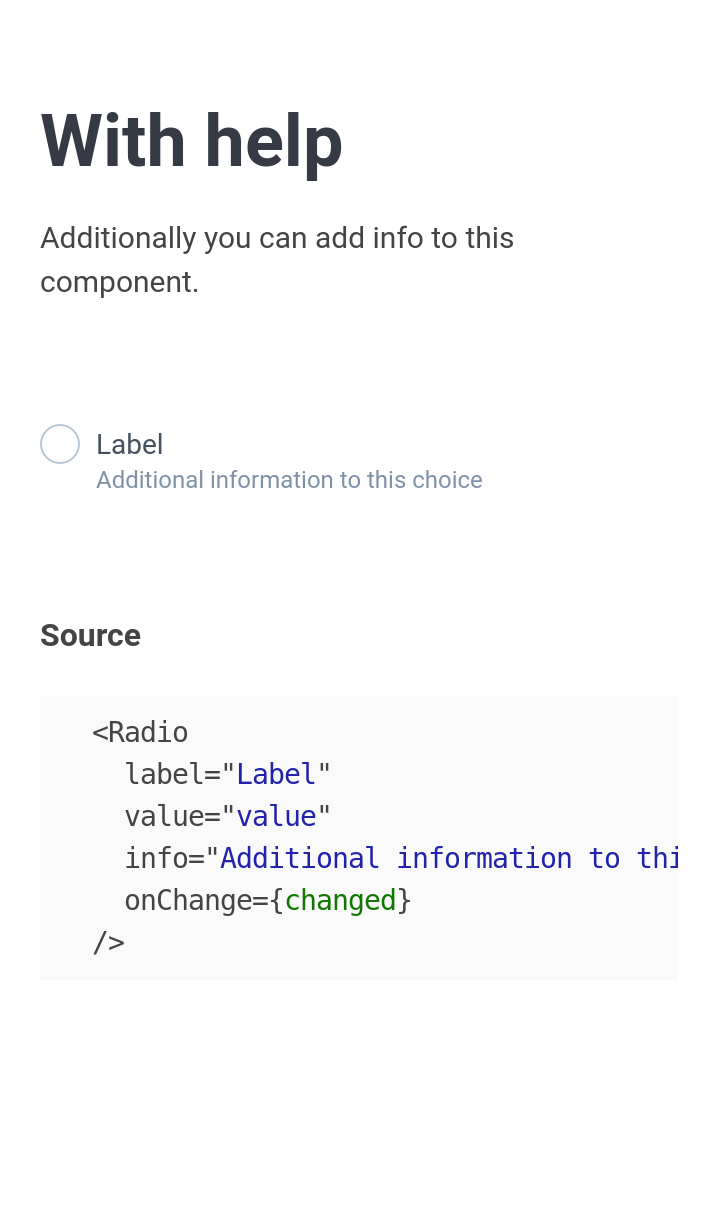 With help
Additionally you can add info to this
component.
Label
Additional information to this choice
Source
<Radio
label="Label"
value="value"
info="Additional information to thi
onChange={changed}
/>